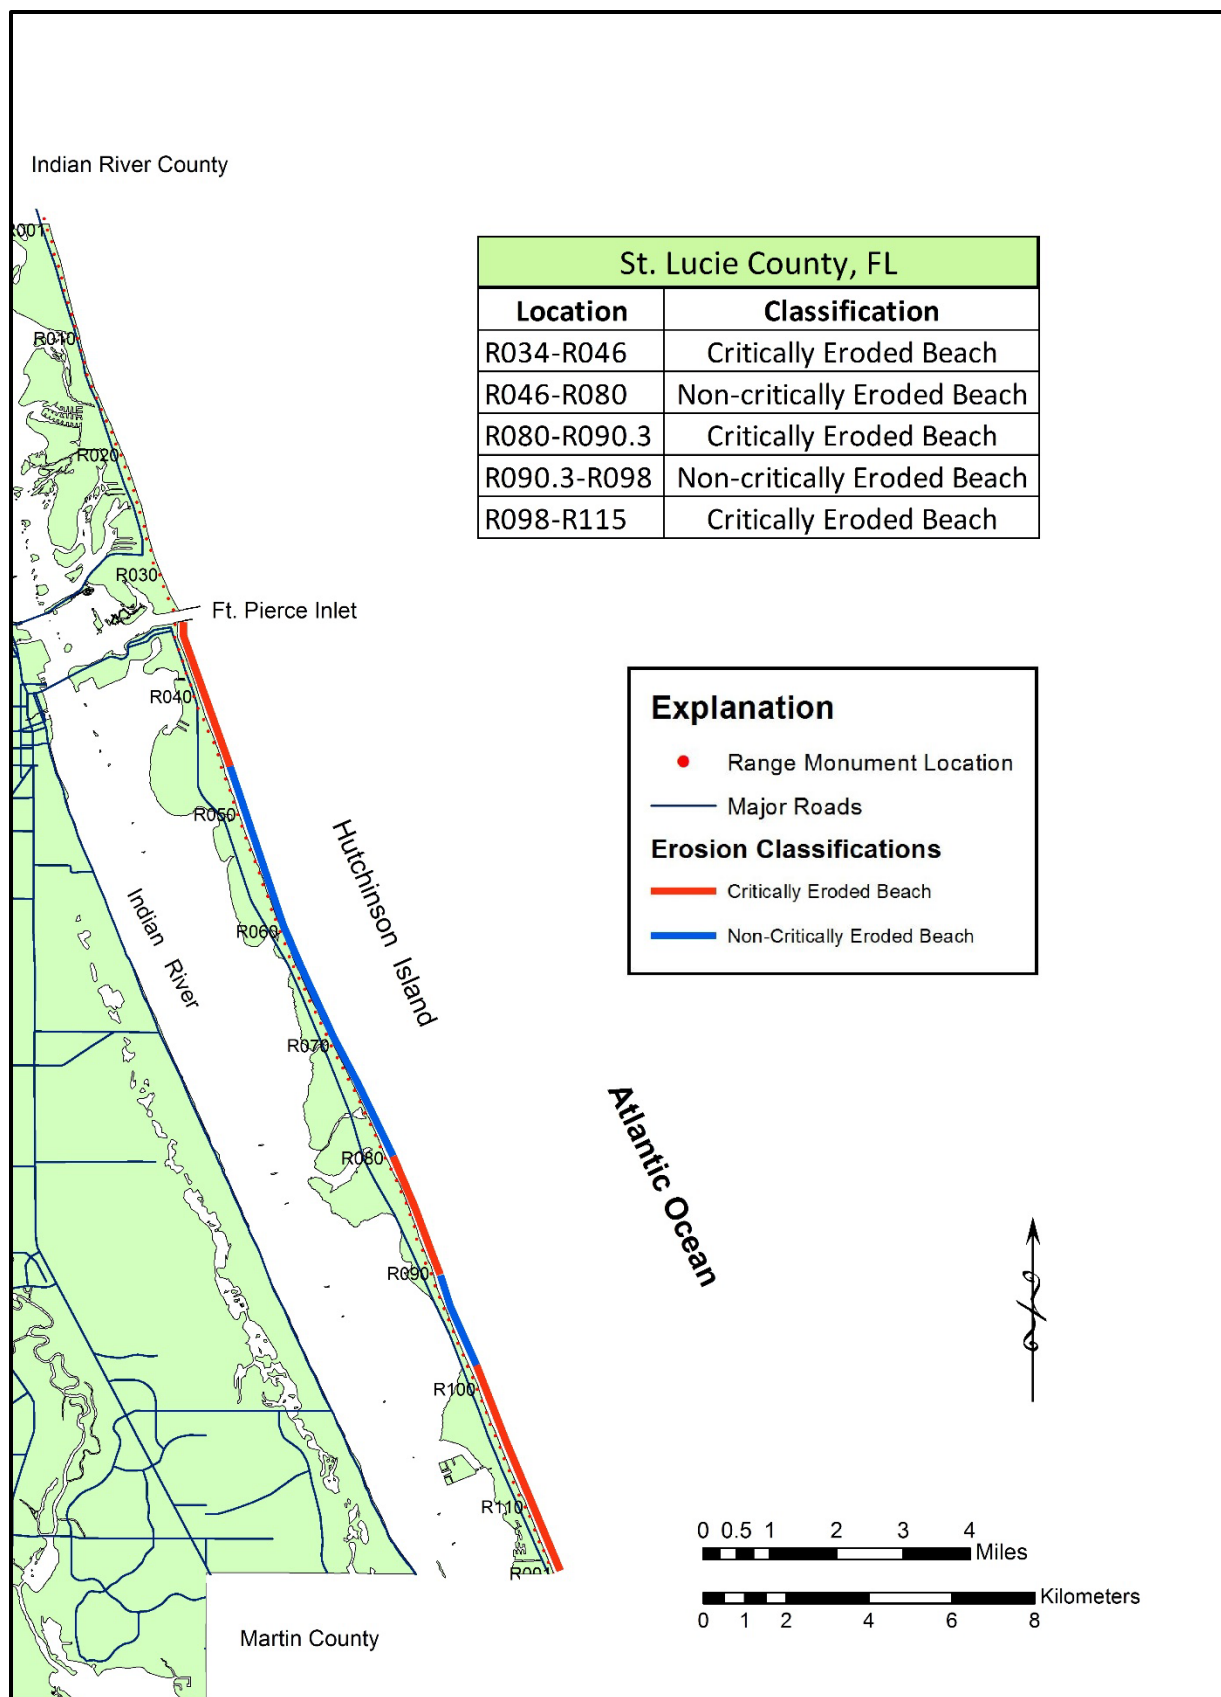 Indian River County
R001
R010
R020
R030
Ft. Pierce Inlet
R040
R050
R060
R070
R080
R090
R100
R110
R001
St. Lucie County, FL
Location Classification
R034-R046 Critically Eroded Beach
R046-R080 Non-critically Eroded Beach
R080-R090.3 Critically Eroded Beach
R090.3-R098 Non-critically Eroded Beach
R098-R115 Critically Eroded Beach
Explanation
Range Monument Location
Major Roads
Erosion Classifications
Critically Eroded Beach
Non-Critically Eroded Beach
Hutchinson Island
Indian River
Atlantic Ocean
0 0.5 1 2 3 4
Miles
Kilometers
0 1 2 4 6 8
Martin County